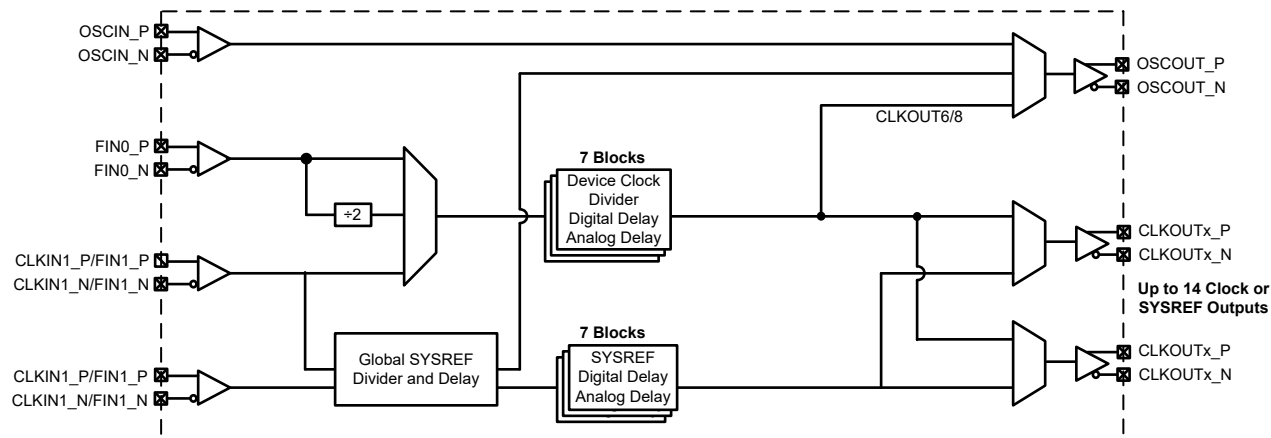 OSCIN_P
OSCIN_N
OSCOUT_P
OSCOUT_N
CLKOUT6/8
FIN0_P
FIN0_N
÷2
7 Blocks
Device Clock
Divider
Digital Delay
Analog Delay
CLKOUTx_P
CLKOUTx_N
CLKIN1_P/FIN1_P
CLKIN1_N/FIN1_N
Up to 14 Clock or
SYSREF Outputs
Global SYSREF
Divider and Delay
7 Blocks
SYSREF
Digital Delay
Analog Delay
CLKOUTx_P
CLKOUTx_N
CLKIN1_P/FIN1_P
CLKIN1_N/FIN1_N